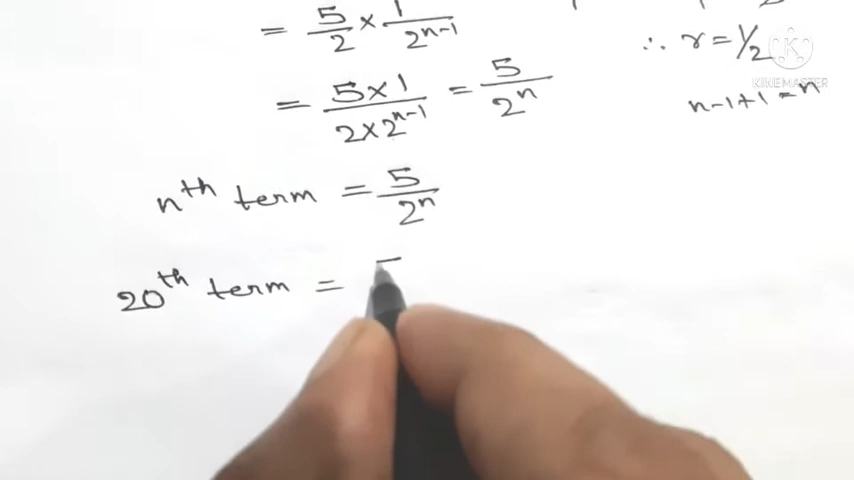 = 5/2 × 1/2^(n-1)
∴ r = 1/2
KINEMASTER
= 5×1/2×2^(n-1) = 5/2^n
n-1+1 = n
n^th term = 5/2^n
20^th term =